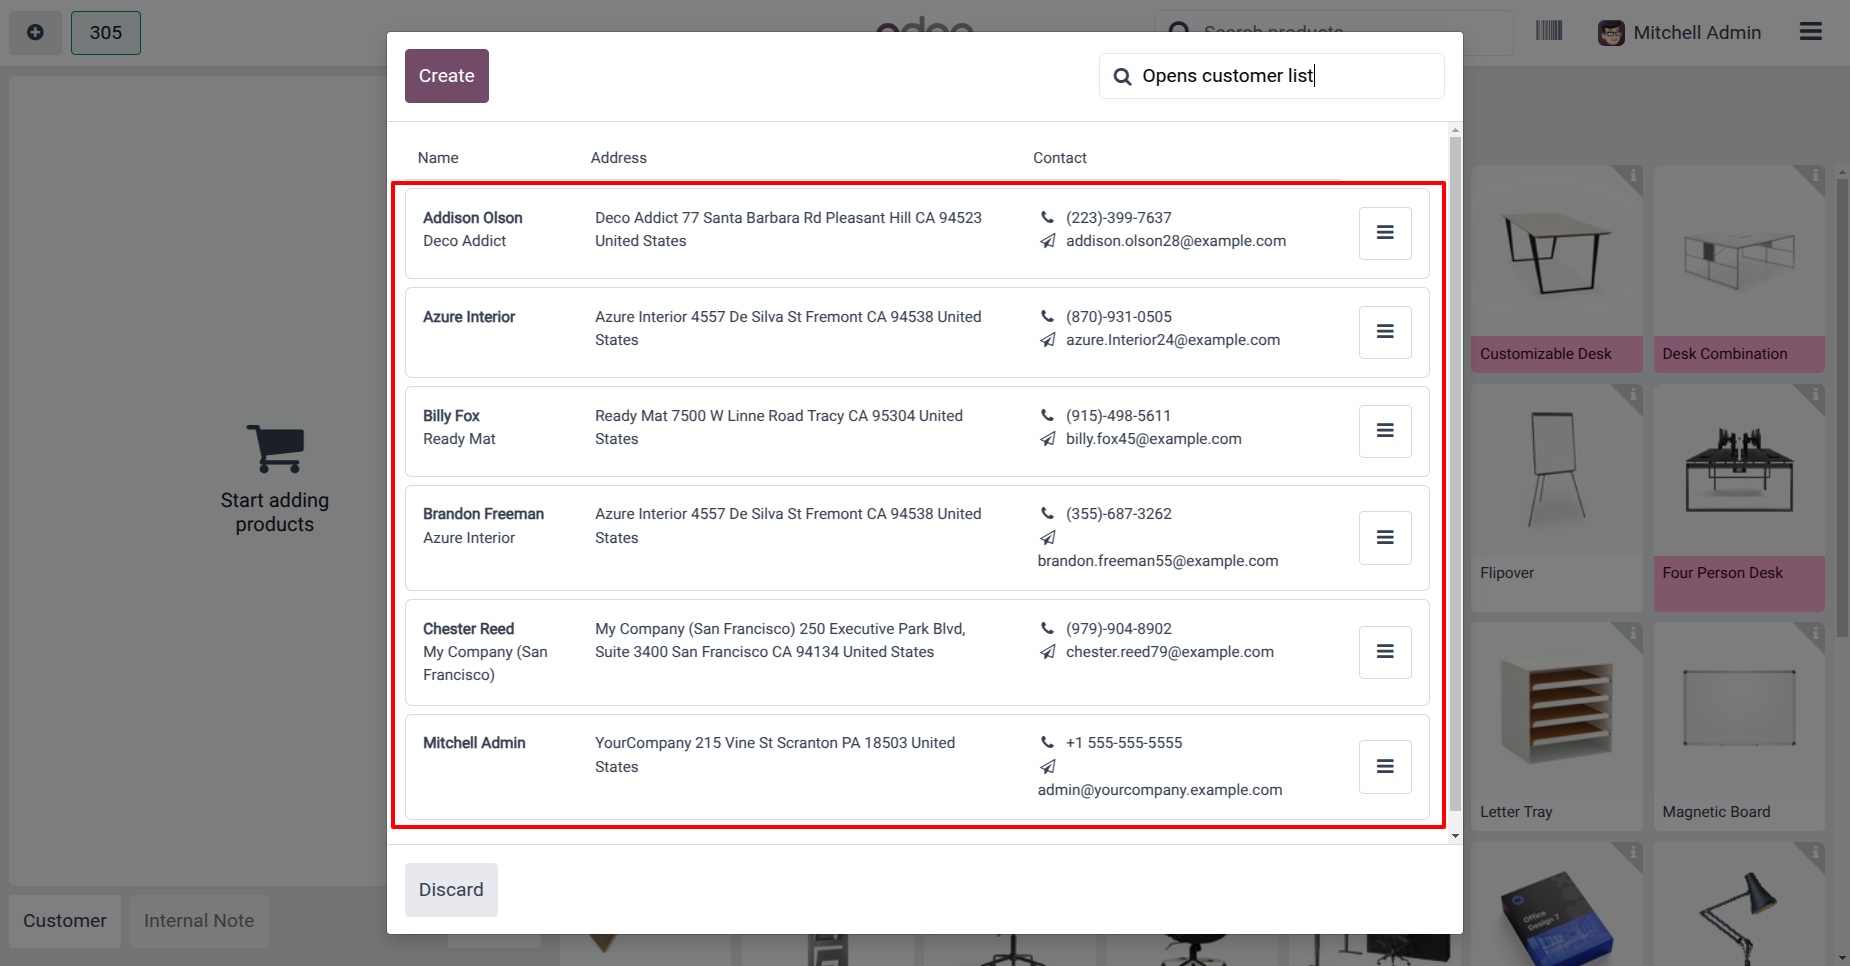 305
odoo
Search products
Mitchell Admin
Create
Opens customer list
Name Address Contact
Addison Olson
Deco Addict
Deco Addict 77 Santa Barbara Rd Pleasant Hill CA 94523
United States
(223)-399-7637
addison.olson28@example.com
Azure Interior
Azure Interior 4557 De Silva St Fremont CA 94538 United
States
(870)-931-0505
azure.Interior24@example.com
Billy Fox
Ready Mat
Ready Mat 7500 W Linne Road Tracy CA 95304 United
States
(915)-498-5611
billy.fox45@example.com
Brandon Freeman
Azure Interior
Azure Interior 4557 De Silva St Fremont CA 94538 United
States
(355)-687-3262
brandon.freeman55@example.com
Chester Reed
My Company (San
Francisco)
My Company (San Francisco) 250 Executive Park Blvd,
Suite 3400 San Francisco CA 94134 United States
(979)-904-8902
chester.reed79@example.com
Mitchell Admin
YourCompany 215 Vine St Scranton PA 18503 United
States
+1 555-555-5555
admin@yourcompany.example.com
Discard
Start adding
products
Customer
Internal Note
Customizable Desk
Desk Combination
Flipover
Four Person Desk
Letter Tray
Magnetic Board
Office
Design 7